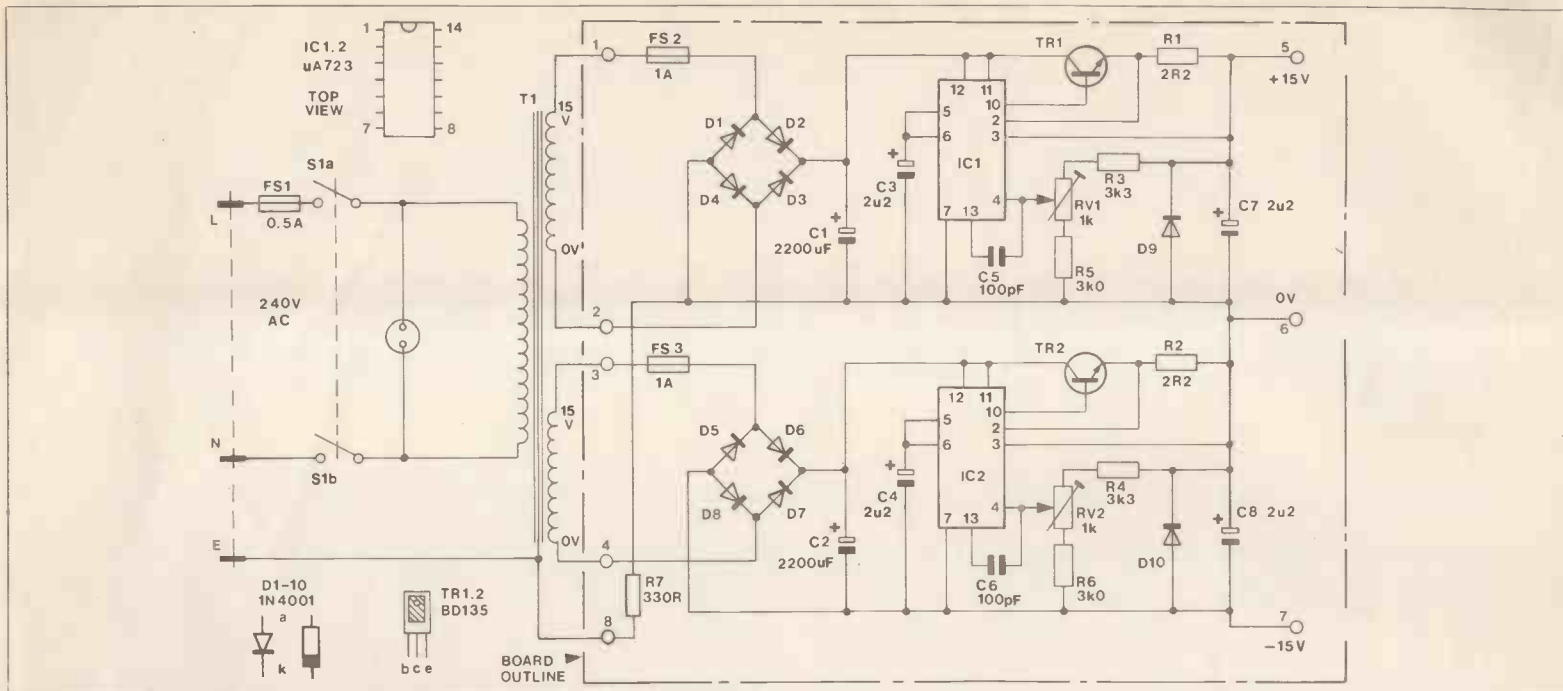 1
14
IC1.2
uA723
TOP
VIEW
7
8
FS1
0.5A
S1a
L
240V
AC
N
S1b
E
D1-10
1N4001
a
k
TR1.2
BD135
b c e
T1
15
V
0V
15
V
0V
1
FS2
1A
D1
D2
D4
D3
2
C1
2200uF
+
C3
2u2
+
12
11
10
5
2
6
3
IC1
4
7
13
C5
100pF
TR1
R1
2R2
R3
3k3
RV1
1k
R5
3k0
D9
C7 2u2
+
5
+15V
0V
6
3
FS3
1A
D5
D6
D8
D7
4
R7
330R
8
BOARD
OUTLINE
C2
2200uF
+
C4
2u2
+
12
11
10
5
2
6
3
IC2
4
7
13
C6
100pF
TR2
R2
2R2
R4
3k3
RV2
1k
R6
3k0
D10
C8 2u2
+
7
-15V